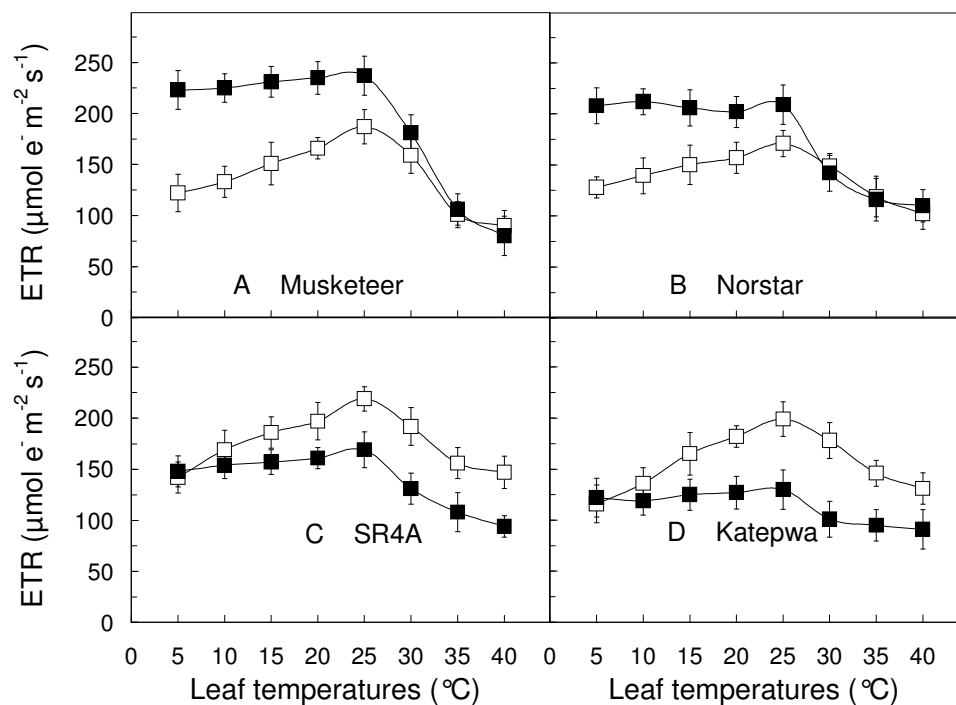 250
200
150
100
50
0
ETR (µmol e⁻ m⁻² s⁻¹)
A Musketeer
B Norstar
250
200
150
100
50
0
ETR (µmol e⁻ m⁻² s⁻¹)
C SR4A
D Katepwa
0 5 10 15 20 25 30 35 40
0 5 10 15 20 25 30 35 40
Leaf temperatures (°C)
Leaf temperatures (°C)